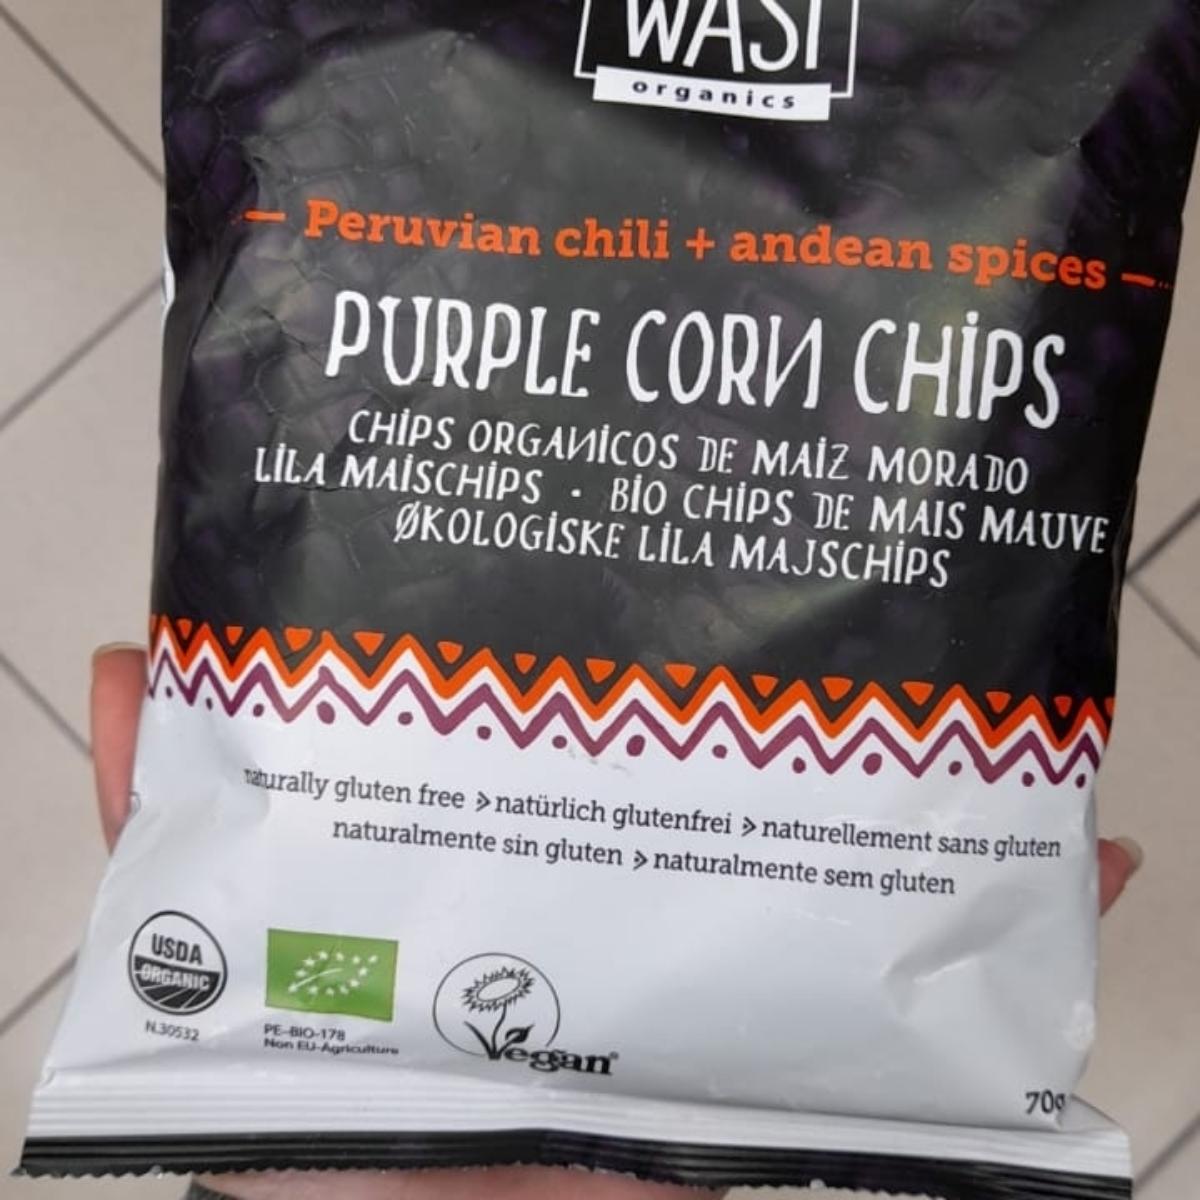 WASI
organics
— Peruvian chili + andean spices —
PURPLE CORN CHIPS
CHIPS ORGANICOS DE MAIZ MORADO
LILA MAISCHIPS · BIO CHIPS DE MAIS MAUVE
ØKOLOGISKE LILA MAJSCHIPS
naturally gluten free > natürlich glutenfrei > naturellement sans gluten
naturalmente sin gluten > naturalmente sem gluten
USDA
ORGANIC
N.30532
PE-BIO-178
Non EU-Agriculture
Vegan®
70g